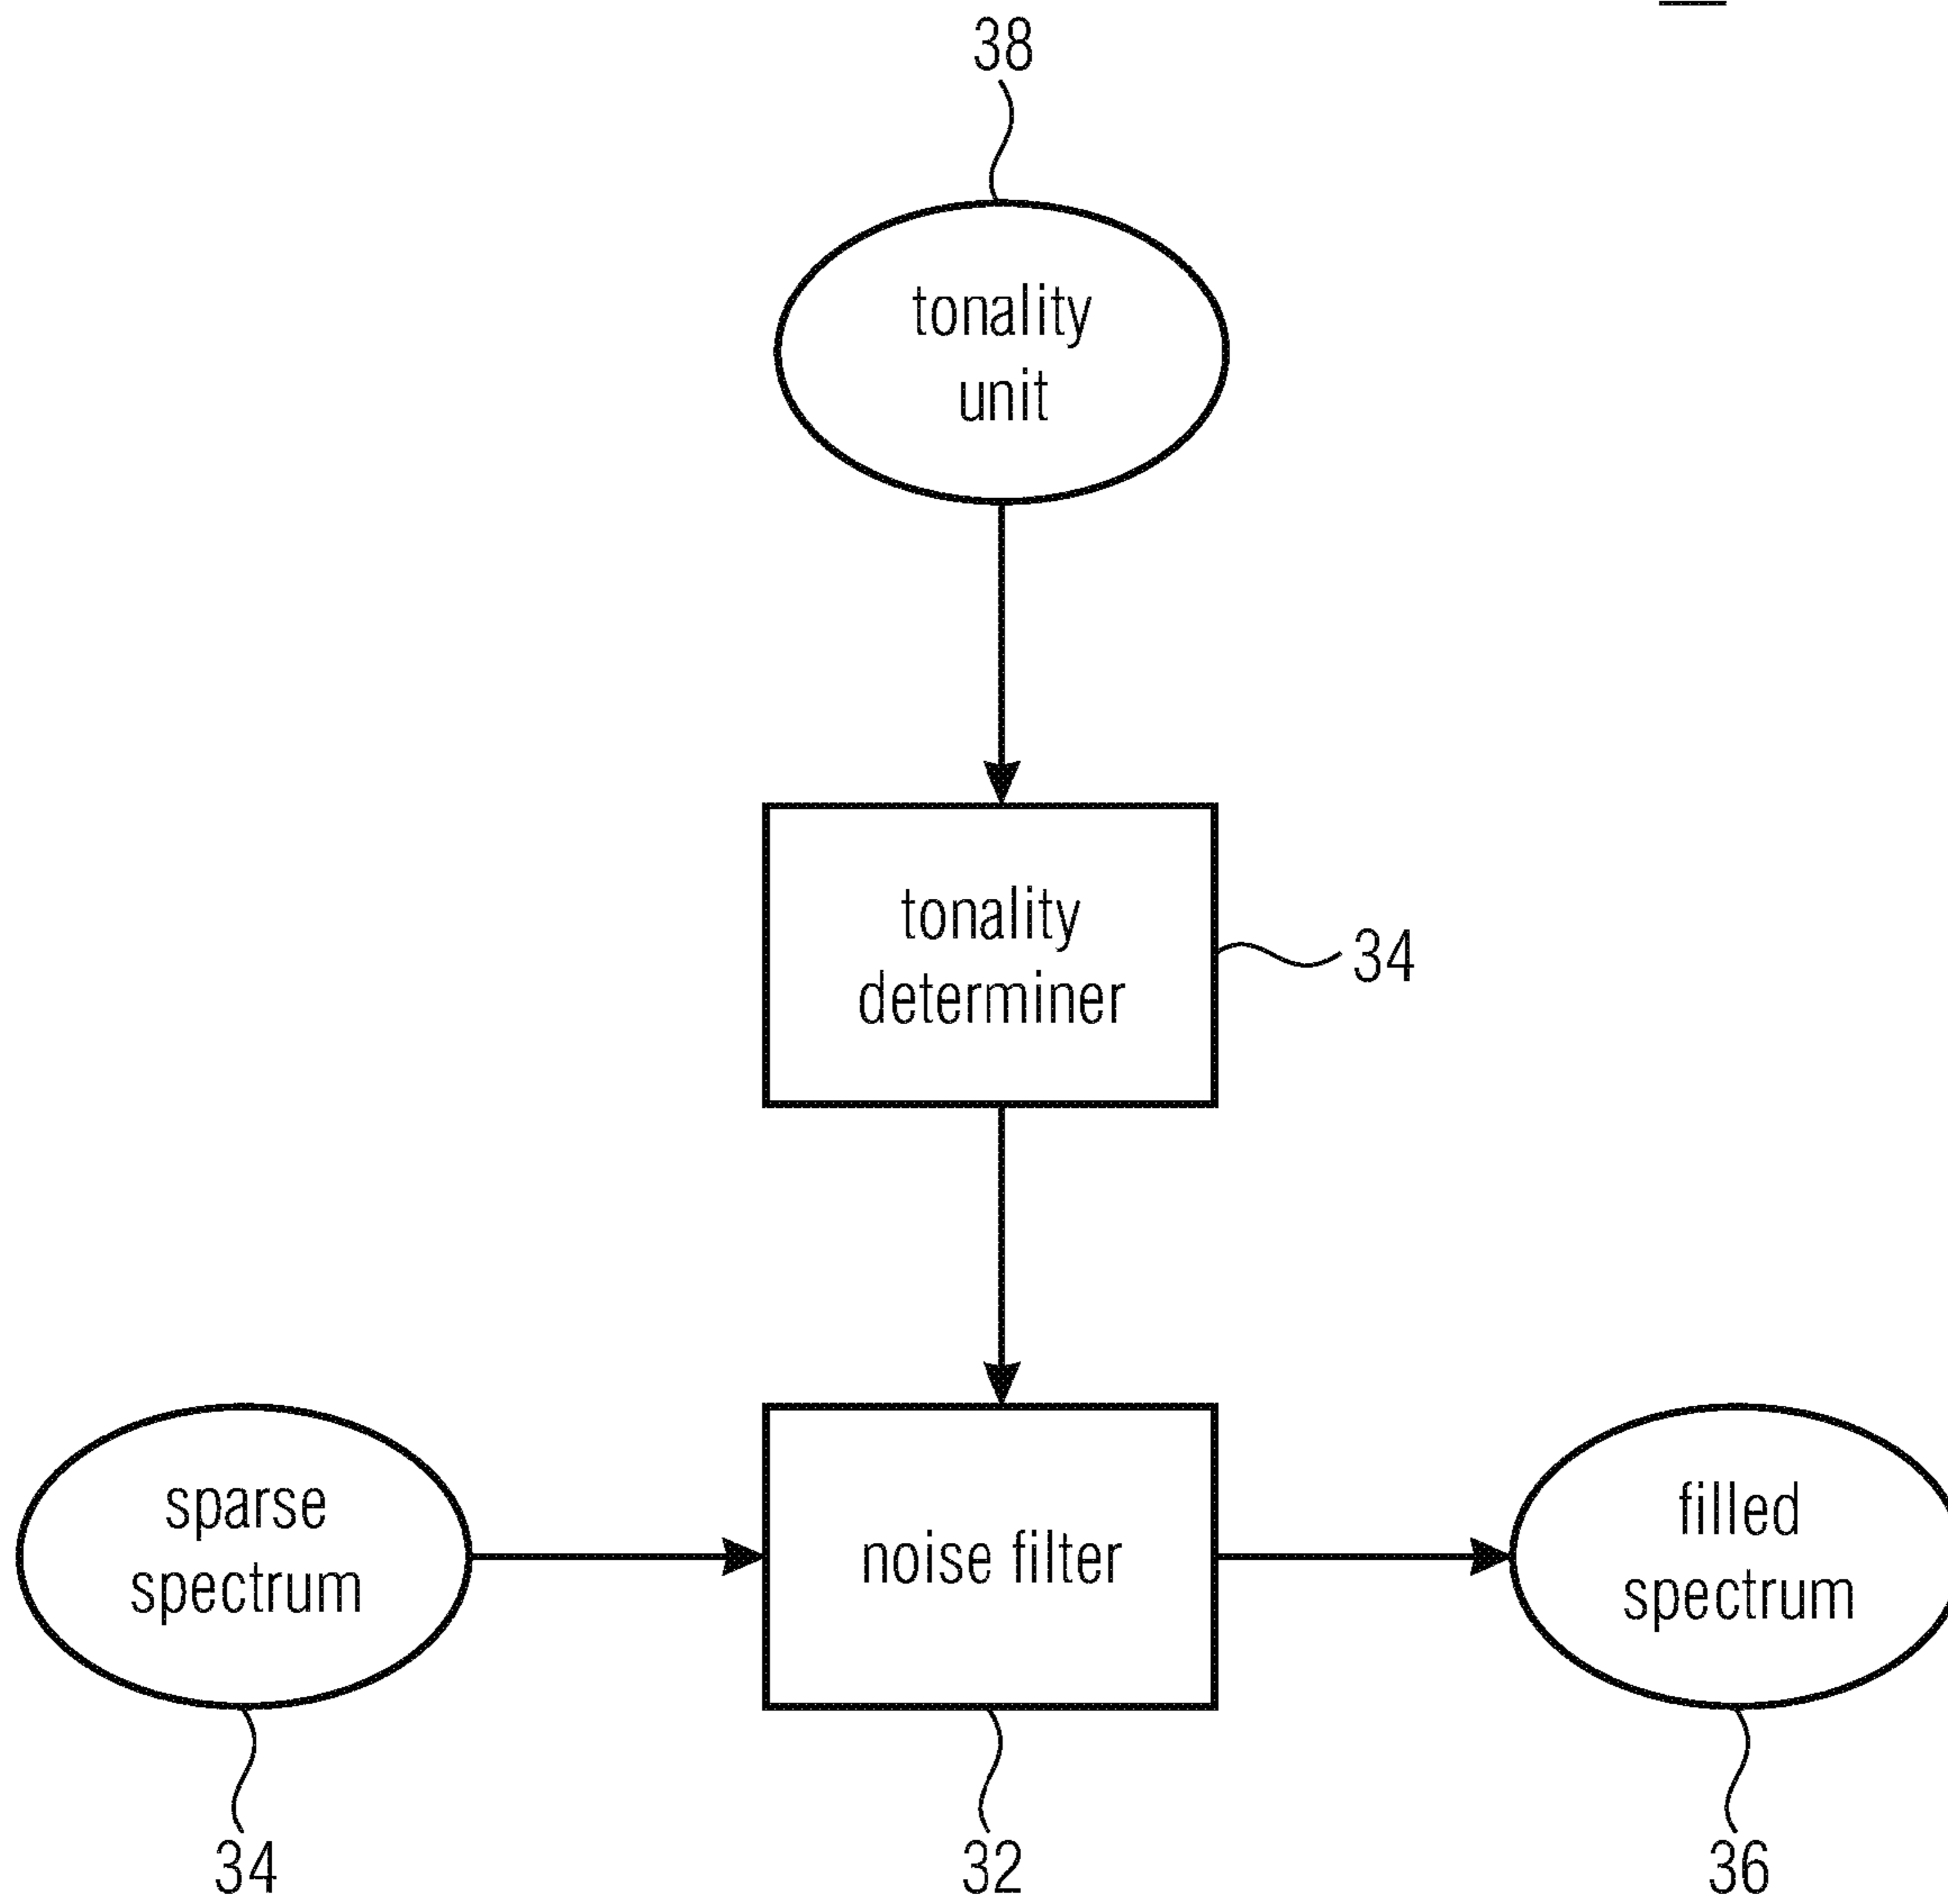 38
tonality
unit
tonality
determiner
34
sparse
spectrum
noise filter
filled
spectrum
34
32
36